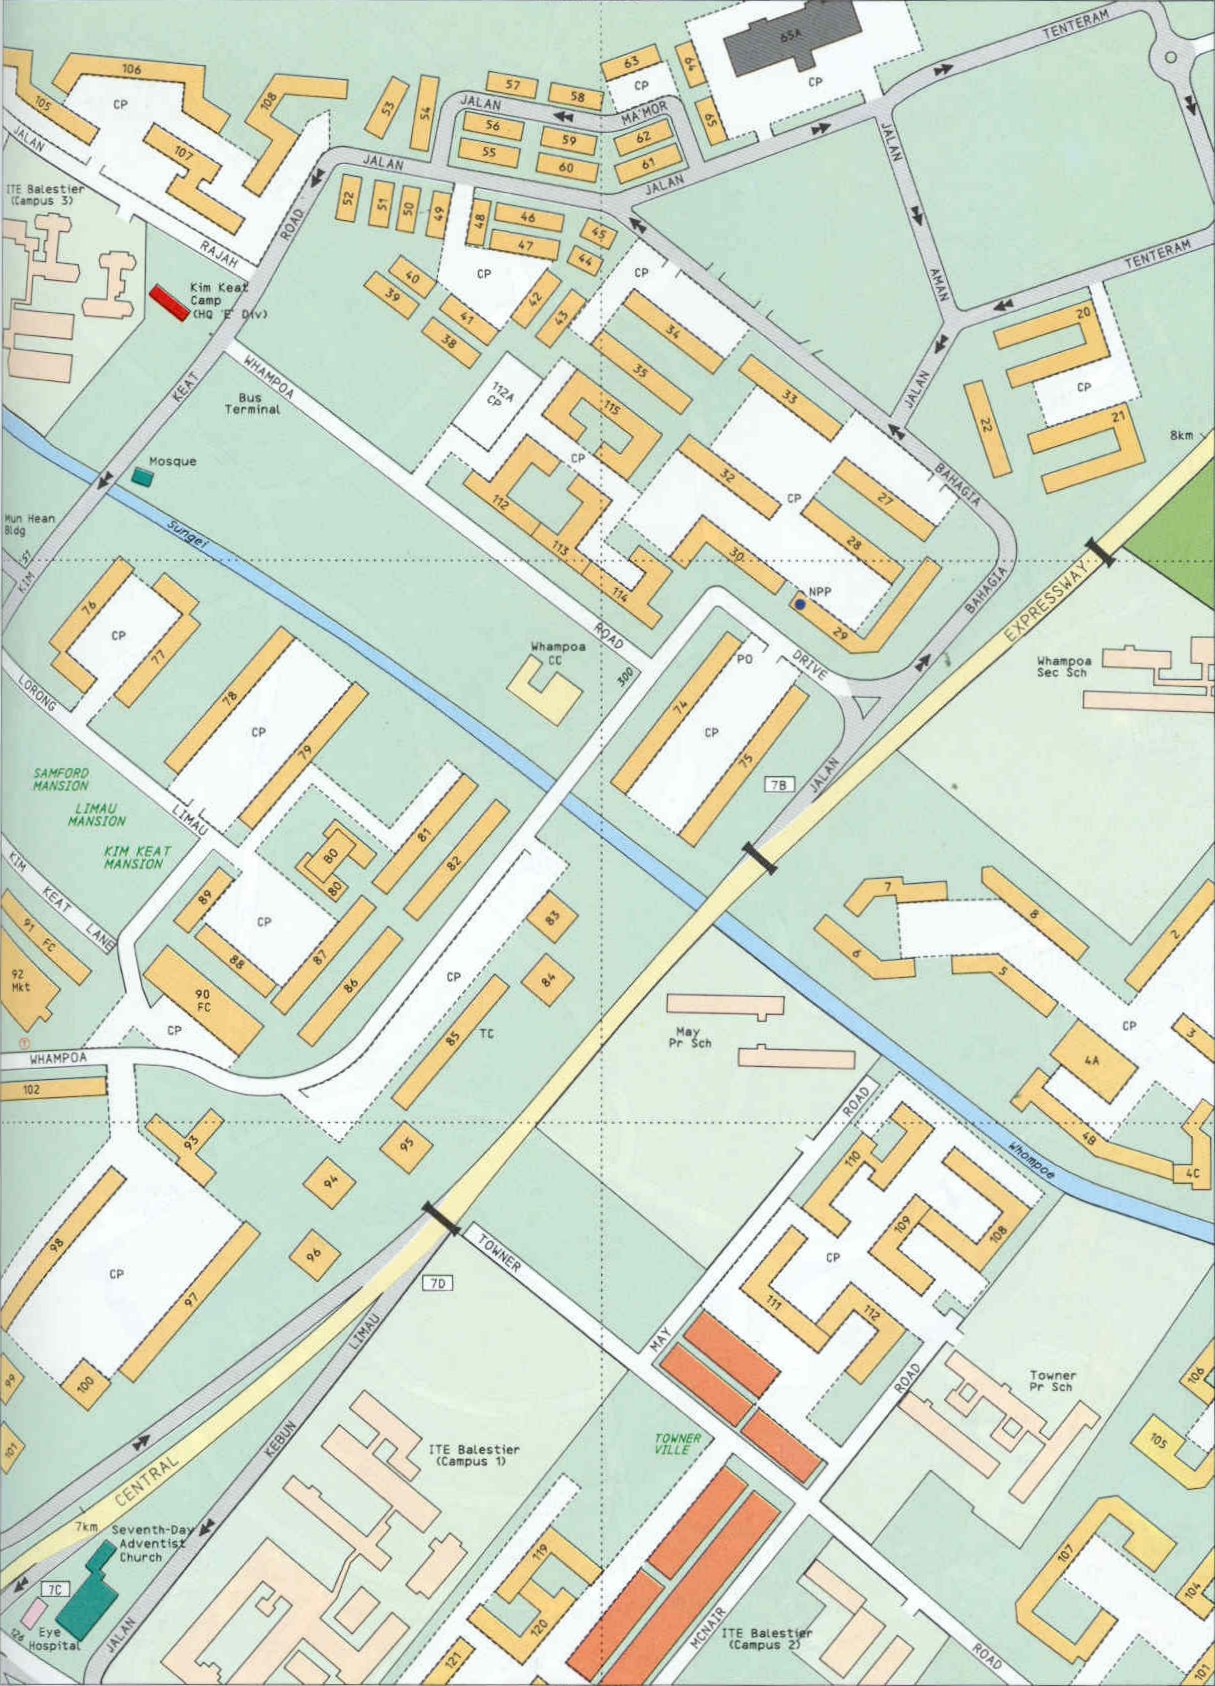 TENTERAM
65A
CP
63
64
CP
65
57
58
JALAN
MA'MOR
56
59
62
55
60
61
53
54
106
105
CP
108
107
JALAN
RAJAH
JALAN
JALAN
JALAN
AMAN
TENTERAM
ITE Balestier
(Campus 3)
ROAD
52
51
50
49
48
46
47
45
44
CP
CP
Kim Keat
Camp
(HQ 'E' Div)
40
39
41
38
42
43
34
35
33
20
CP
21
22
JALAN
8km
KEAT
WHAMPOA
Bus
Terminal
112A
CP
115
CP
32
CP
27
28
BAHAGIA
Mosque
Mun Hean
Bldg
57
KIM
Sungei
112
113
114
30
NPP
29
BAHAGIA
EXPRESSWAY
76
CP
77
ROAD
300
Whampoa
CC
PO
DRIVE
Whampoa
Sec Sch
LORONG
78
CP
79
74
CP
75
7B
JALAN
SAMFORD
MANSION
LIMAU
MANSION
KIM KEAT
MANSION
LIMAU
KIM
KEAT
LANE
80
80
81
82
89
CP
88
87
86
83
84
CP
85
TC
91
FC
92
Mkt
90
FC
CP
WHAMPOA
102
7
8
6
5
2
CP
3
4A
4B
4C
May
Pr Sch
ROAD
Whompoe
93
95
94
96
98
CP
97
100
99
101
110
109
108
CP
111
112
TOWNER
7D
LIMAU
MAY
ROAD
Towner
Pr Sch
106
105
107
104
101
KEBUN
ITE Balestier
(Campus 1)
TOWNER
VILLE
CENTRAL
7km
Seventh-Day
Adventist
Church
7C
Eye
Hospital
126
JALAN
119
120
121
MCNAIR
ITE Balestier
(Campus 2)
ROAD